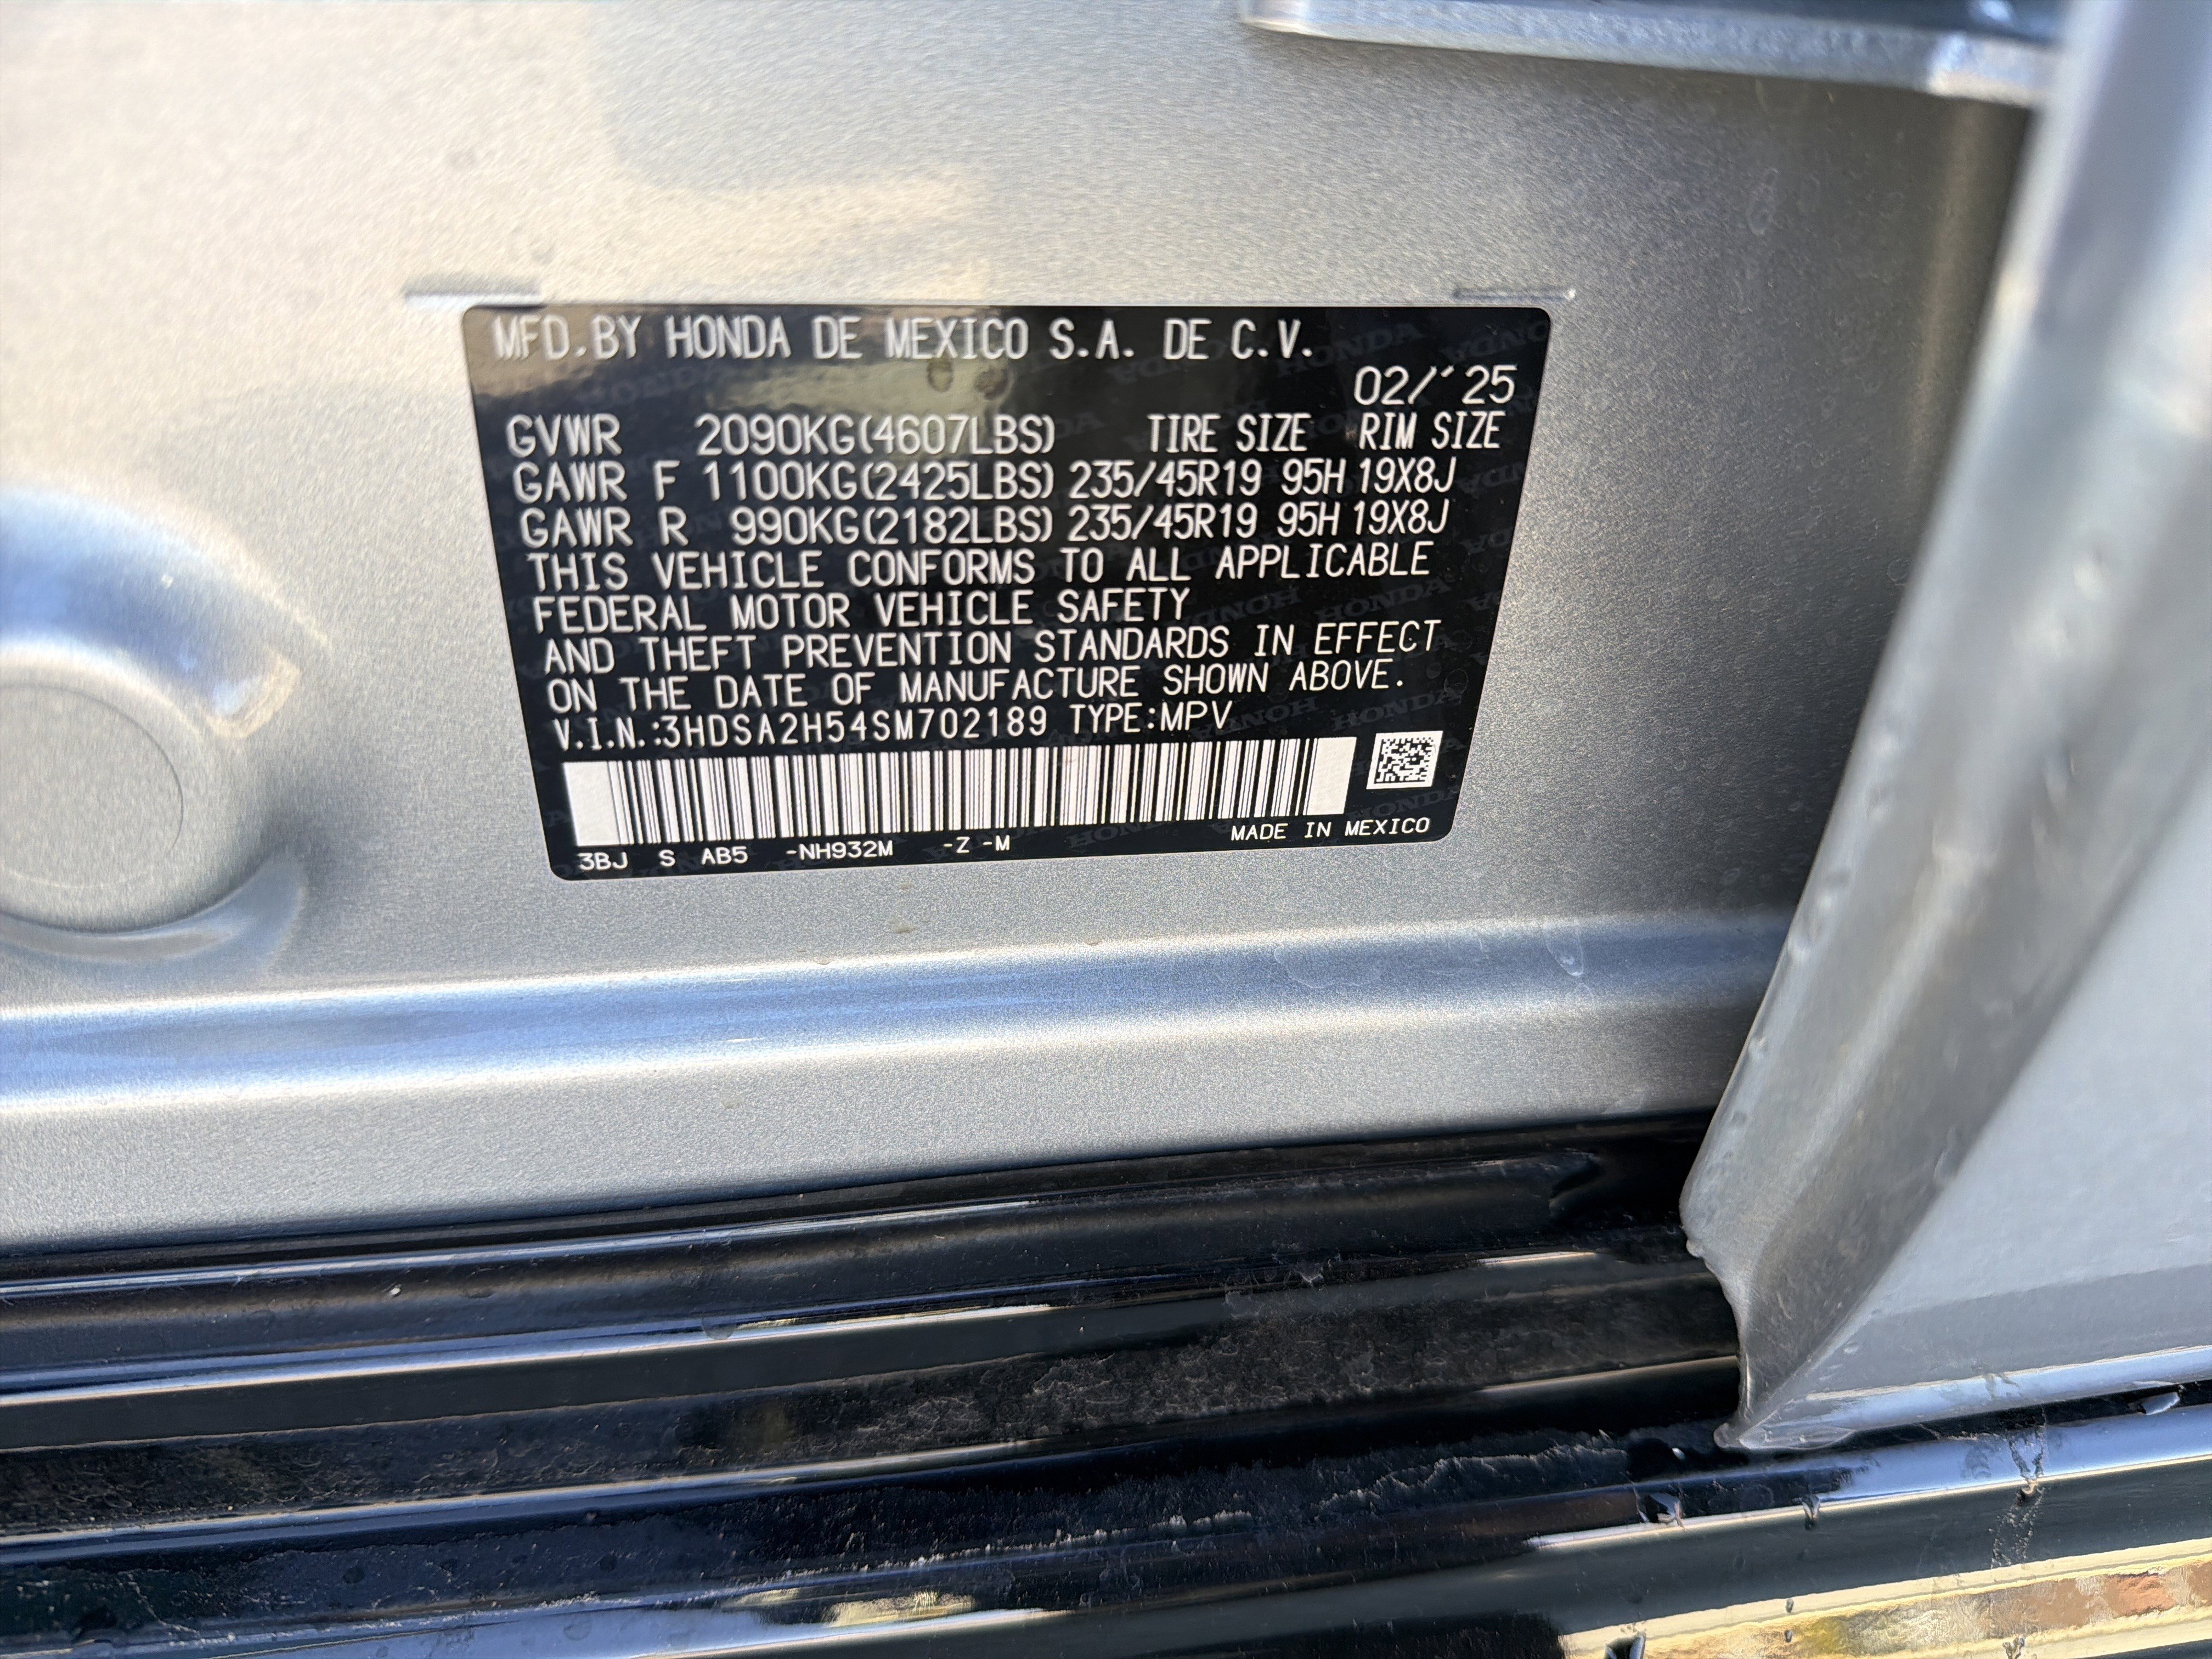 MFD.BY HONDA DE MEXICO S.A. DE C.V.
02/'25
GVWR 2090KG(4607LBS) TIRE SIZE RIM SIZE
GAWR F 1100KG(2425LBS) 235/45R19 95H 19X8J
GAWR R 990KG(2182LBS) 235/45R19 95H 19X8J
THIS VEHICLE CONFORMS TO ALL APPLICABLE
FEDERAL MOTOR VEHICLE SAFETY
AND THEFT PREVENTION STANDARDS IN EFFECT
ON THE DATE OF MANUFACTURE SHOWN ABOVE.
V.I.N.:3HDSA2H54SM702189 TYPE:MPV
MADE IN MEXICO
3BJ S AB5 -NH932M -Z -M